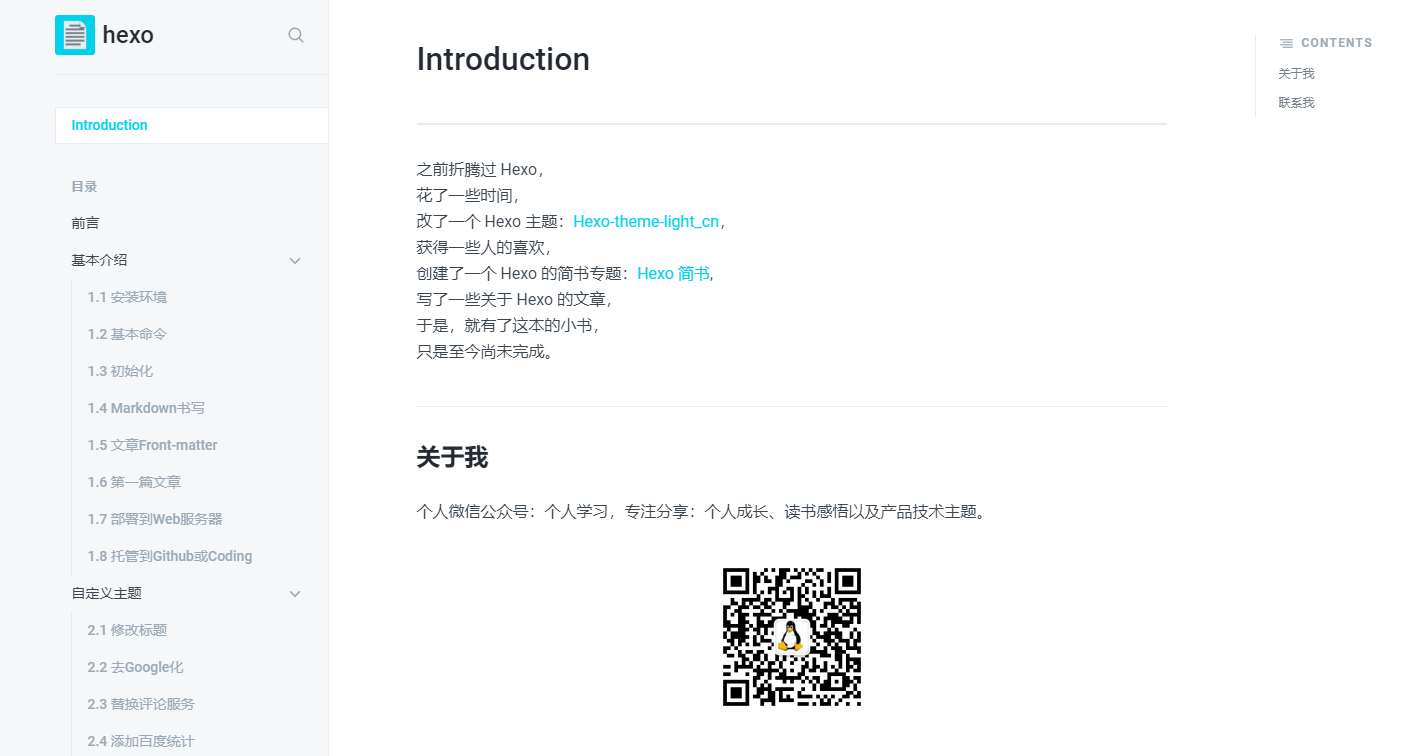 hexo
Introduction
目录
前言
基本介绍
1.1 安装环境
1.2 基本命令
1.3 初始化
1.4 Markdown书写
1.5 文章Front-matter
1.6 第一篇文章
1.7 部署到Web服务器
1.8 托管到Github或Coding
自定义主题
2.1 修改标题
2.2 去Google化
2.3 替换评论服务
2.4 添加百度统计
Introduction
之前折腾过 Hexo，
花了一些时间，
改了一个 Hexo 主题：Hexo-theme-light_cn，
获得一些人的喜欢，
创建了一个 Hexo 的简书专题：Hexo 简书,
写了一些关于 Hexo 的文章，
于是，就有了这本的小书，
只是至今尚未完成。
关于我
个人微信公众号：个人学习，专注分享：个人成长、读书感悟以及产品技术主题。
CONTENTS
关于我
联系我